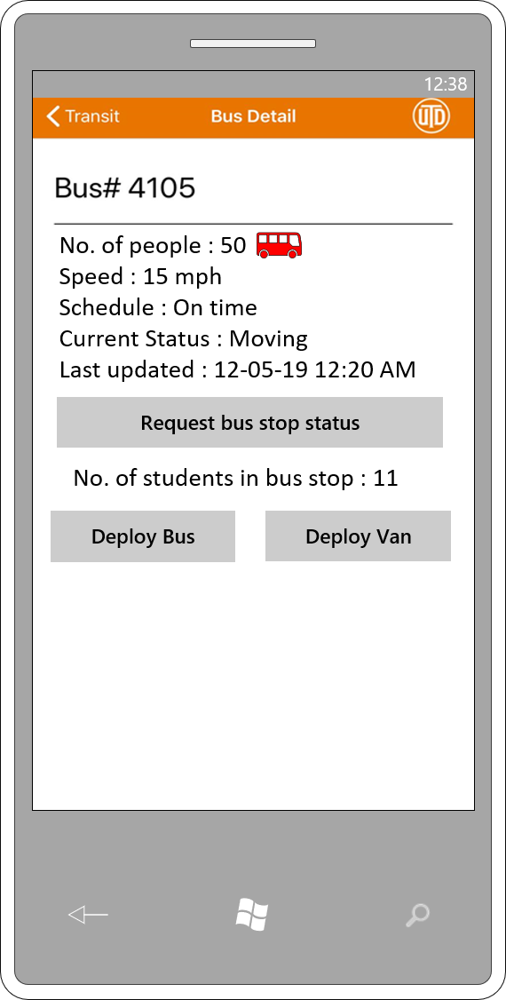 12:38
Transit Bus Detail UTD
Bus# 4105
No. of people : 50
Speed : 15 mph
Schedule : On time
Current Status : Moving
Last updated : 12-05-19 12:20 AM
Request bus stop status
No. of students in bus stop : 11
Deploy Bus Deploy Van